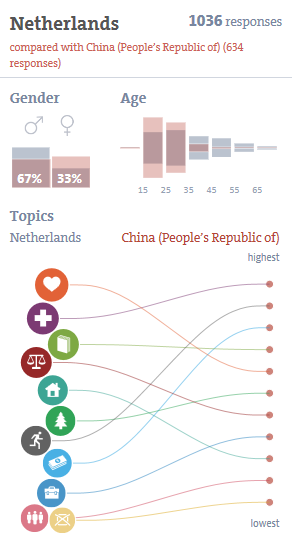 Netherlands 1036 responses
compared with China (People's Republic of) (634
responses)
Gender Age
67% 33%
15 25 35 45 55 65
Topics
Netherlands China (People's Republic of)
highest
lowest